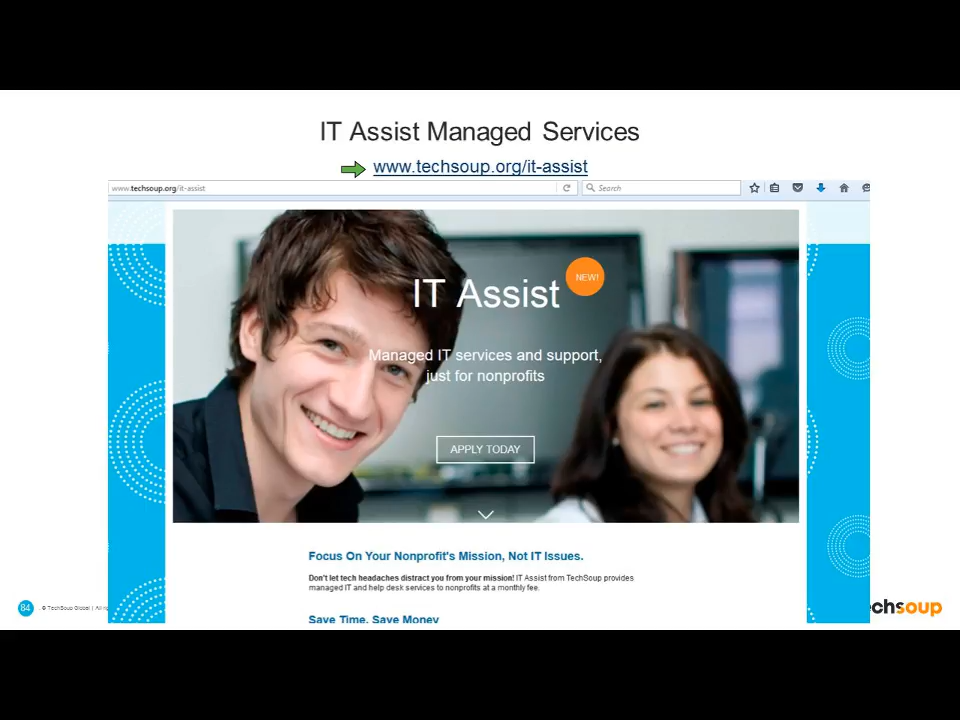 IT Assist Managed Services
www.techsoup.org/it-assist
www.techsoup.org/it-assist
Search
NEW!
IT Assist
Managed IT services and support,
just for nonprofits
APPLY TODAY
Focus On Your Nonprofit's Mission, Not IT Issues.
Don't let tech headaches distract you from your mission! IT Assist from TechSoup provides
managed IT and help desk services to nonprofits at a monthly fee.
Save Time. Save Money
84
© TechSoup Global | All
chsoup